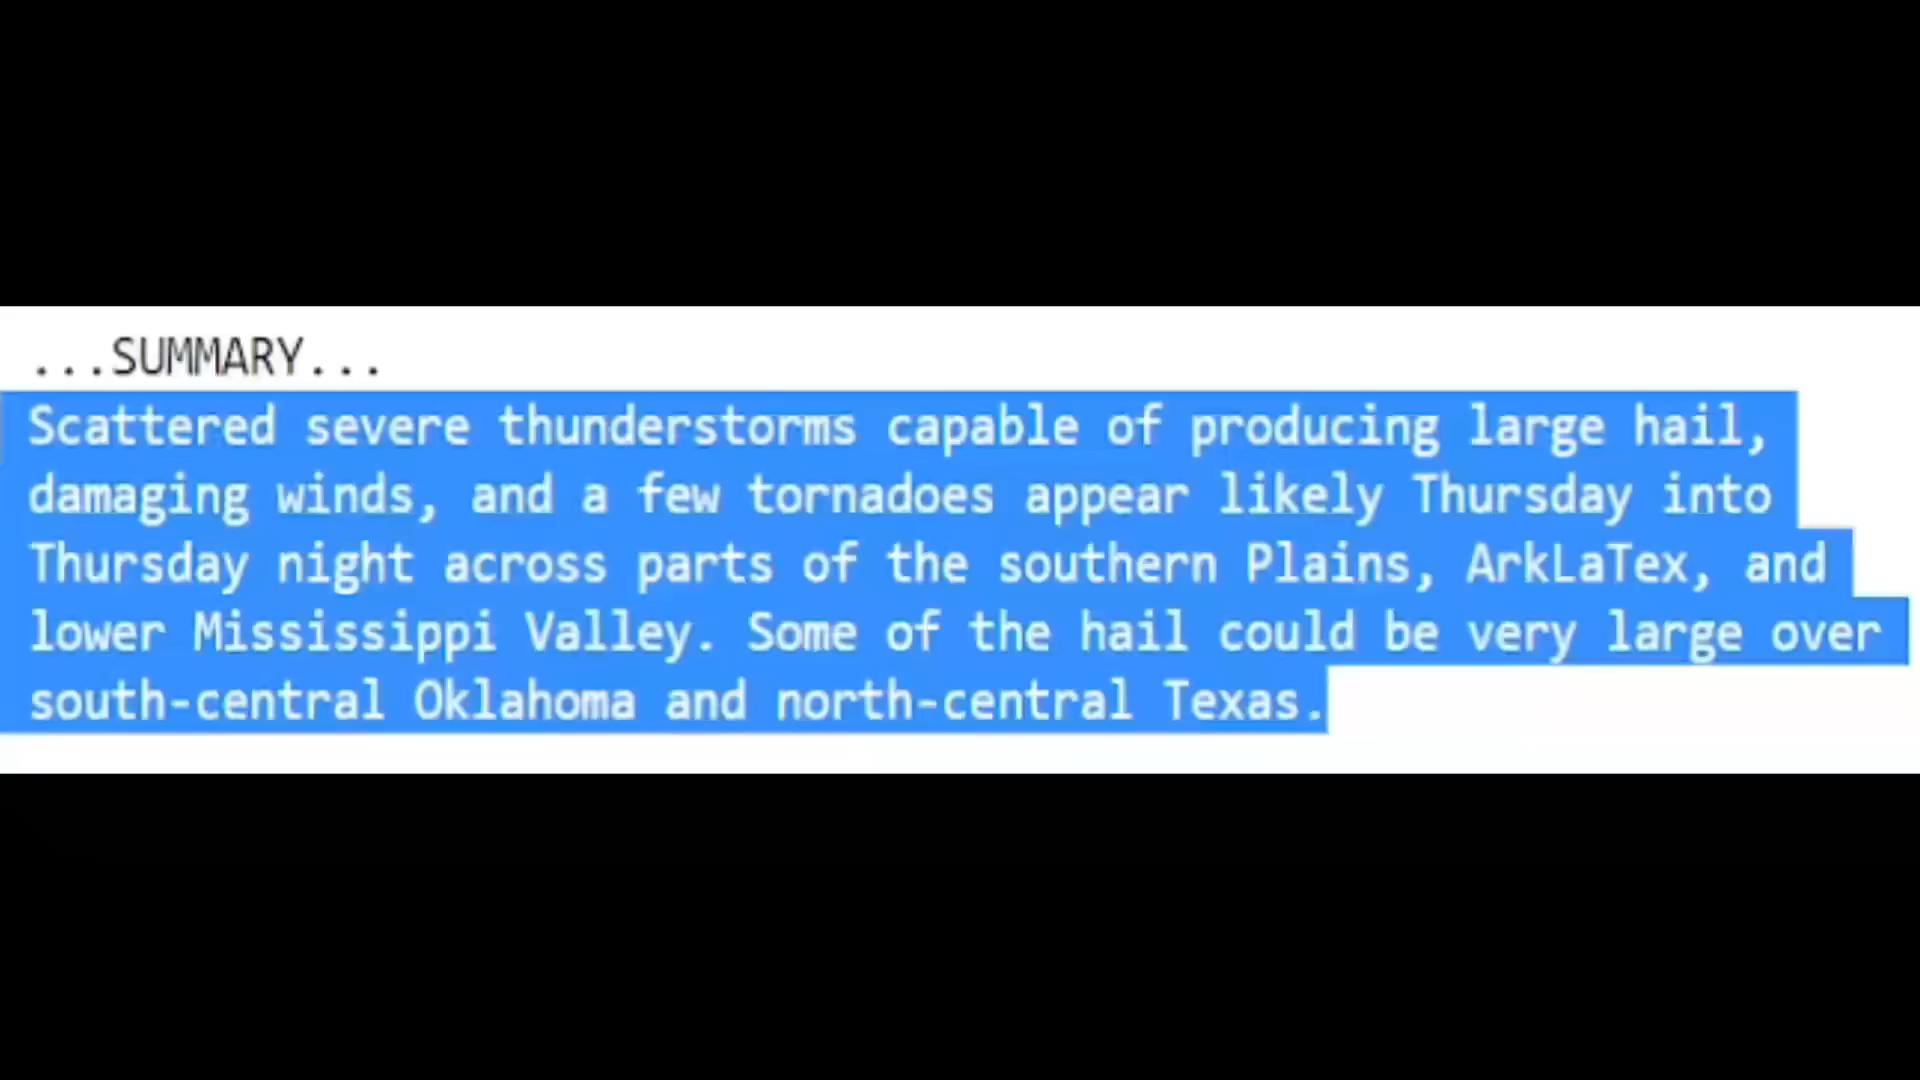 ...SUMMARY...
Scattered severe thunderstorms capable of producing large hail,
damaging winds, and a few tornadoes appear likely Thursday into
Thursday night across parts of the southern Plains, ArkLaTex, and
lower Mississippi Valley. Some of the hail could be very large over
south-central Oklahoma and north-central Texas.